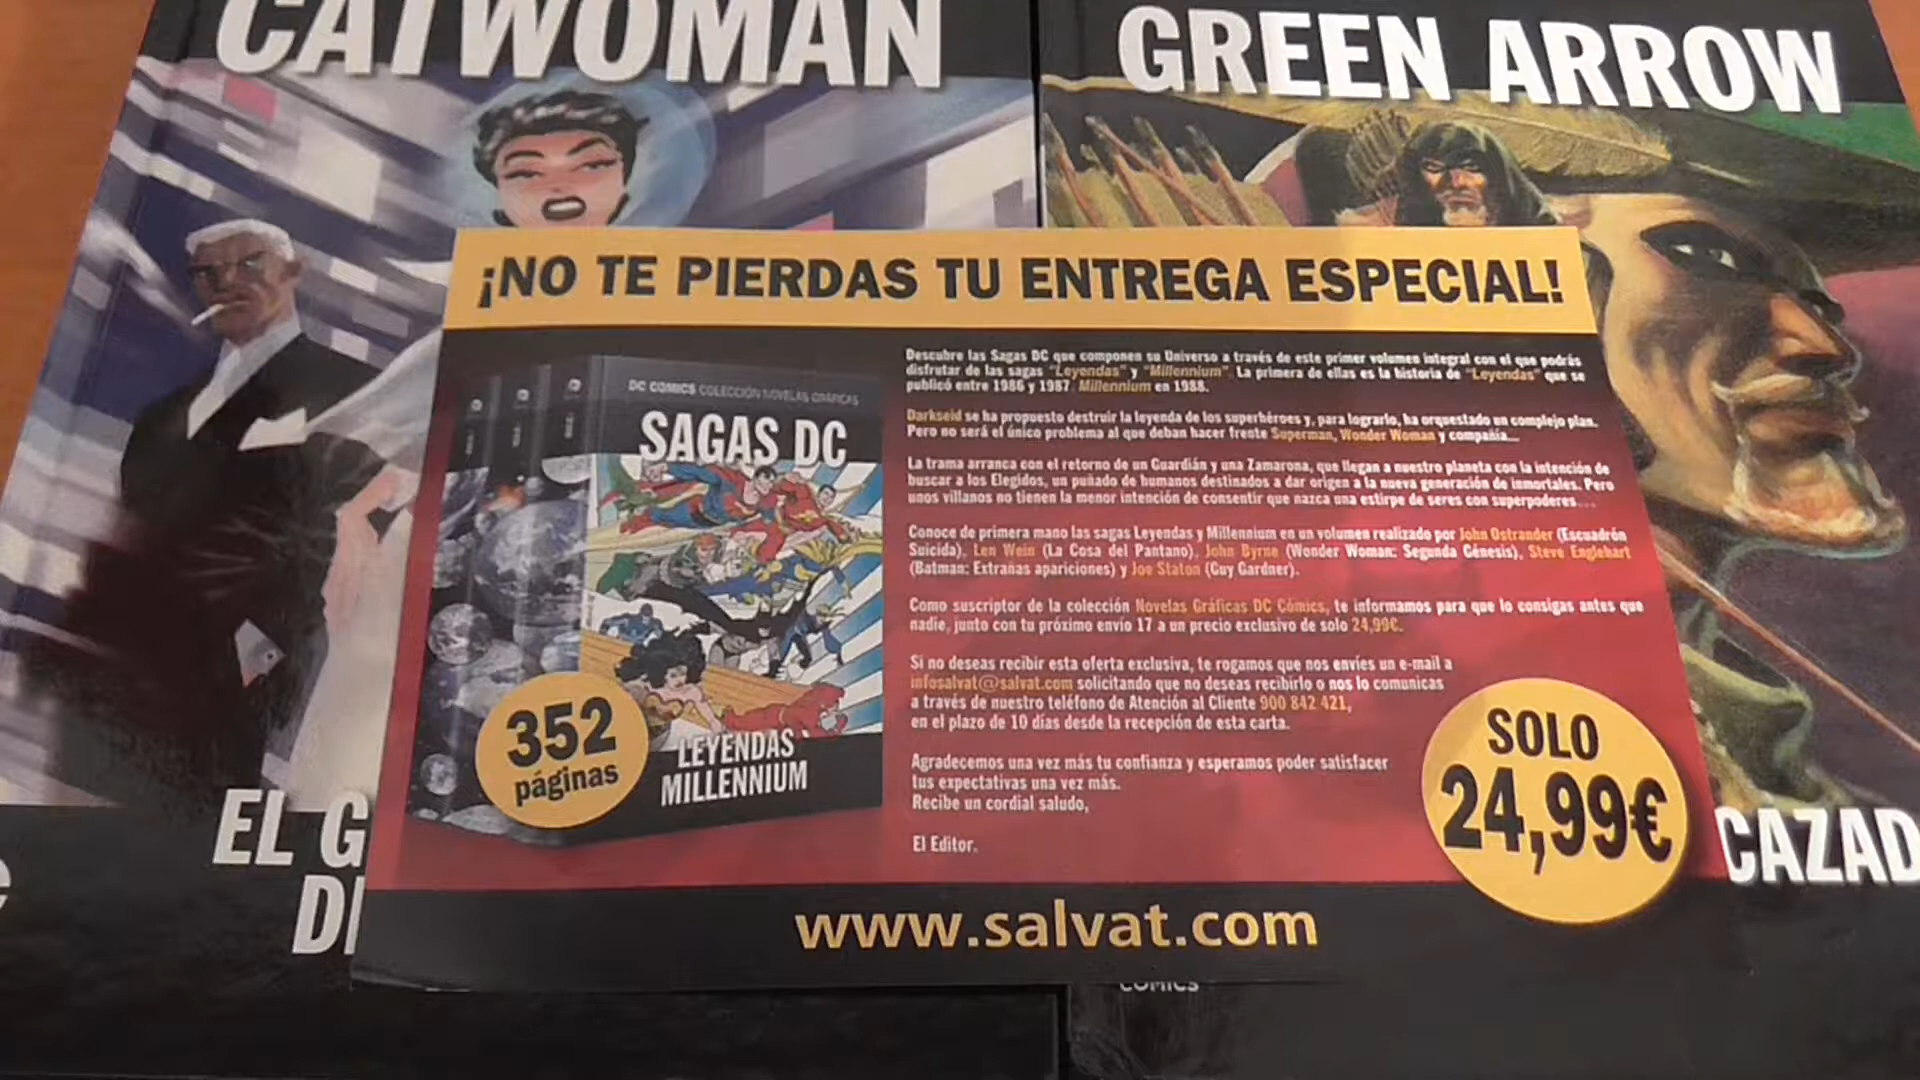 CATWOMAN
GREEN ARROW
¡NO TE PIERDAS TU ENTREGA ESPECIAL!
DC COMICS COLECCIÓN NOVELAS GRÁFICAS
SAGAS DC
LEYENDAS
MILLENNIUM
352
páginas
Descubre las Sagas DC que componen su Universo a través de este primer volumen integral con el que podrás
disfrutar de las sagas "Leyendas" y "Millennium". La primera de ellas es la historia de "Leyendas" que se
publicó entre 1986 y 1987. Millennium en 1988.
Darkseid se ha propuesto destruir la leyenda de los superhéroes y, para lograrlo, ha orquestado un complejo plan.
Pero no será el único problema al que deban hacer frente Superman, Wonder Woman y compañía...
La trama arranca con el retorno de un Guardián y una Zamarona, que llegan a nuestro planeta con la intención de
buscar a los Elegidos, un puñado de humanos destinados a dar origen a la nueva generación de inmortales. Pero
unos villanos no tienen la menor intención de consentir que nazca una estirpe de seres con superpoderes...
Conoce de primera mano las sagas Leyendas y Millennium en un volumen realizado por John Ostrander (Escuadrón
Suicida), Len Wein (La Cosa del Pantano), John Byrne (Wonder Woman: Segunda Génesis), Steve Englehart
(Batman: Extrañas apariciones) y Joe Staton (Guy Gardner).
Como suscriptor de la colección Novelas Gráficas DC Cómics, te informamos para que lo consigas antes que
nadie, junto con tu próximo envío 17 a un precio exclusivo de solo 24,99€.
Si no deseas recibir esta oferta exclusiva, te rogamos que nos envíes un e-mail a
infosalvat@salvat.com solicitando que no deseas recibirlo o nos lo comunicas
a través de nuestro teléfono de Atención al Cliente 900 842 421,
en el plazo de 10 días desde la recepción de esta carta.
Agradecemos una vez más tu confianza y esperamos poder satisfacer
tus expectativas una vez más.
Recibe un cordial saludo,
El Editor.
SOLO
24,99€
www.salvat.com
EL G
DI
CAZAD
COMICS